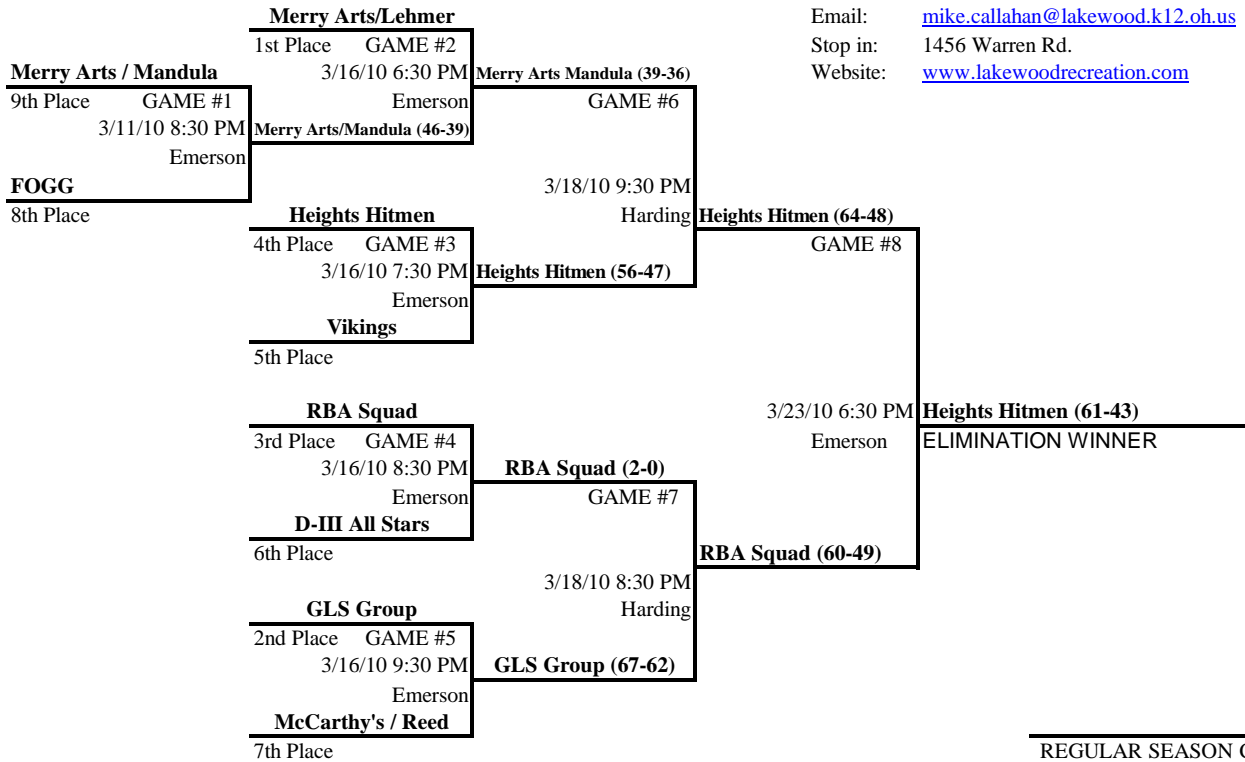 Merry Arts/Lehmer
Email: mike.callahan@lakewood.k12.oh.us
1st Place GAME #2
Stop in: 1456 Warren Rd.
Merry Arts / Mandula
3/16/10 6:30 PM
Merry Arts Mandula (39-36)
Website: www.lakewoodrecreation.com
9th Place GAME #1
Emerson
GAME #6
3/11/10 8:30 PM
Merry Arts/Mandula (46-39)
Emerson
FOGG
3/18/10 9:30 PM
8th Place
Heights Hitmen
Harding
Heights Hitmen (64-48)
4th Place GAME #3
GAME #8
3/16/10 7:30 PM
Heights Hitmen (56-47)
Emerson
Vikings
5th Place
RBA Squad
3/23/10 6:30 PM
Heights Hitmen (61-43)
3rd Place GAME #4
Emerson
ELIMINATION WINNER
3/16/10 8:30 PM
RBA Squad (2-0)
Emerson
GAME #7
D-III All Stars
6th Place
RBA Squad (60-49)
3/18/10 8:30 PM
GLS Group
Harding
2nd Place GAME #5
3/16/10 9:30 PM
GLS Group (67-62)
Emerson
McCarthy's / Reed
7th Place
REGULAR SEASON